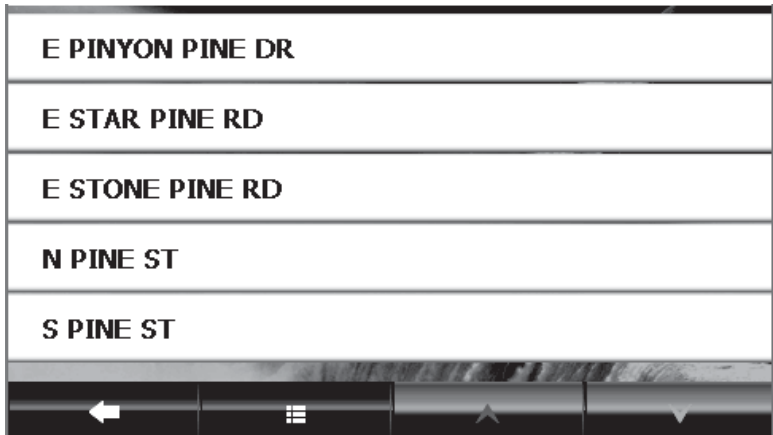 E PINYON PINE DR
E STAR PINE RD
E STONE PINE RD
N PINE ST
S PINE ST